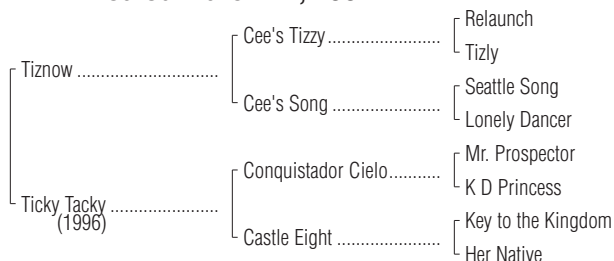 Relaunch
Cee's Tizzy
Tizly
Tiznow
Seattle Song
Cee's Song
Lonely Dancer
Mr. Prospector
Conquistador Cielo
K D Princess
Ticky Tacky
(1996)
Key to the Kingdom
Castle Eight
Her Native